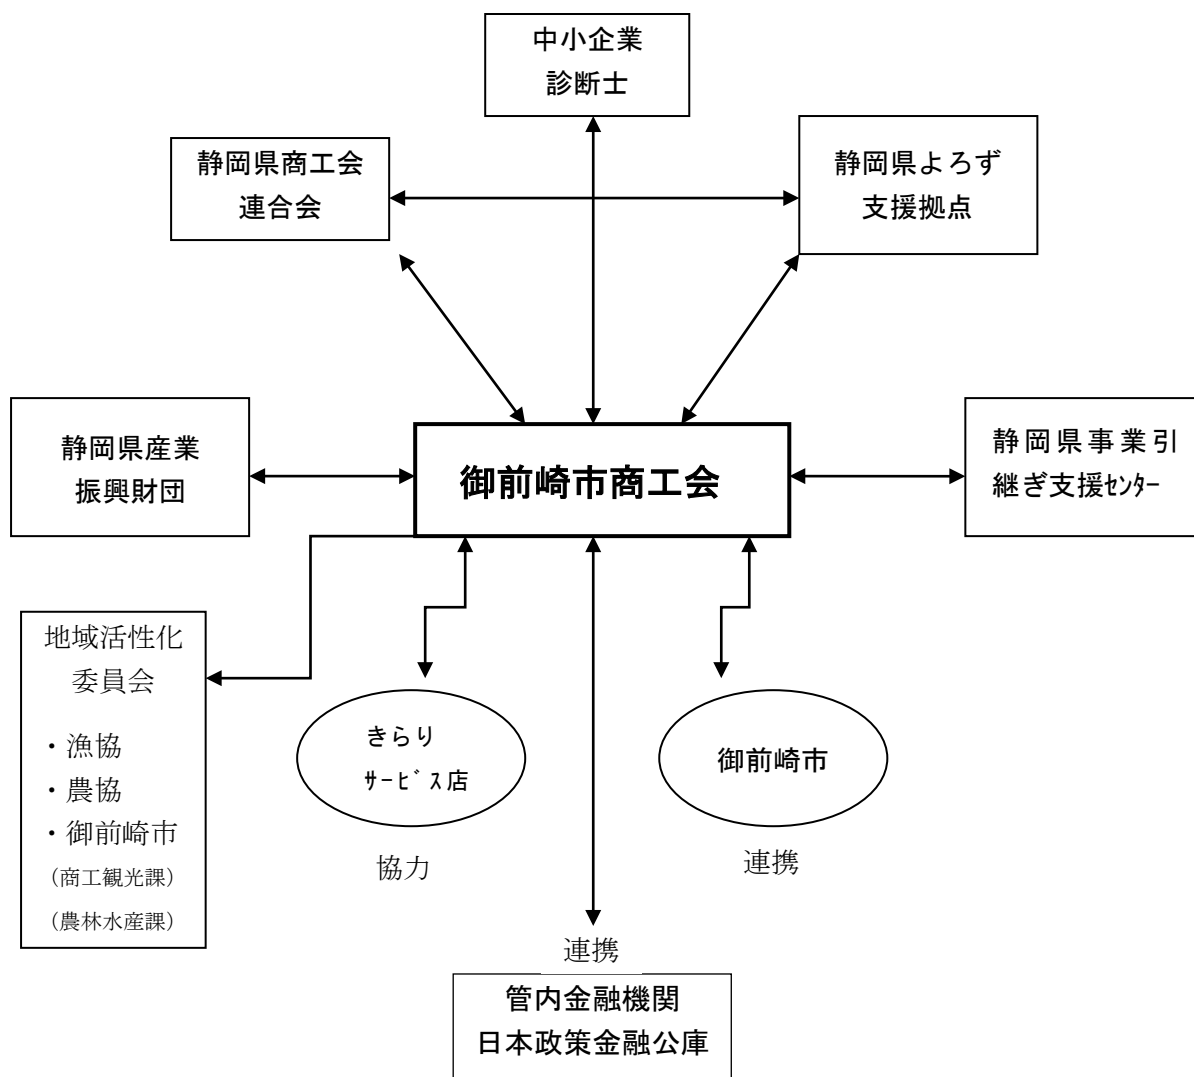 中小企業
診断士
静岡県商工会
連合会
静岡県よろず
支援拠点
静岡県産業
振興財団
御前崎市商工会
静岡県事業引
継ぎ支援ｾﾝﾀｰ
地域活性化
委員会
・漁協
・農協
・御前崎市
（商工観光課）
（農林水産課）
きらり
ｻｰﾋﾞｽ店
協力
御前崎市
連携
連携
管内金融機関
日本政策金融公庫